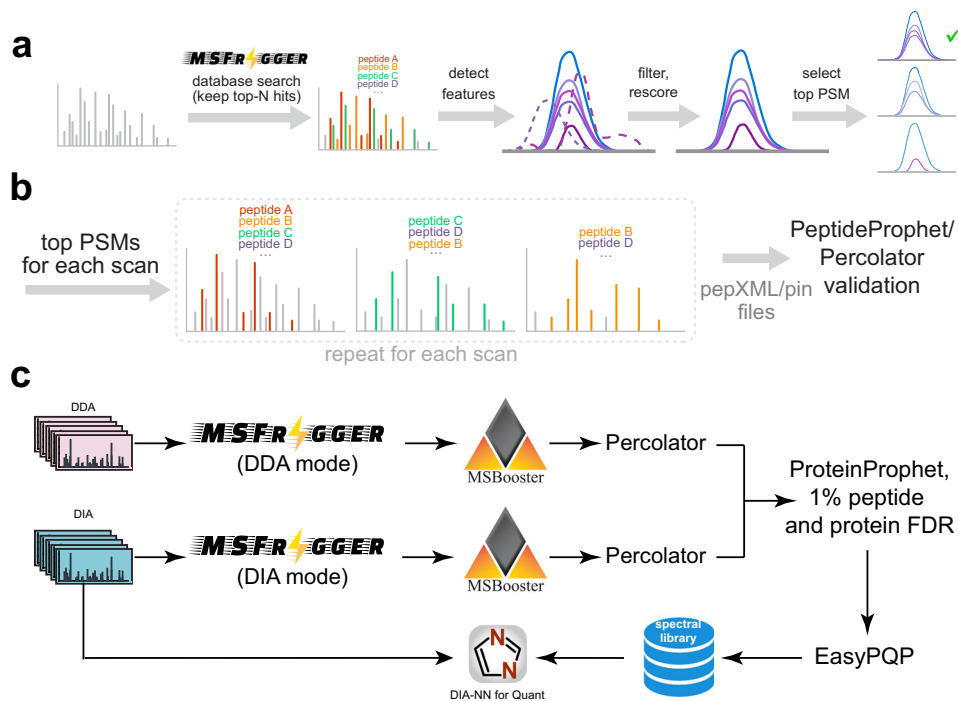 a
MSFragger
database search
(keep top-N hits)
peptide A
peptide B
peptide C
peptide D
...
detect
features
filter,
rescore
select
top PSM
b
top PSMs
for each scan
peptide A
peptide B
peptide C
peptide D
...
peptide C
peptide D
peptide B
...
peptide B
peptide D
...
repeat for each scan
pepXML/pin
files
PeptideProphet/
Percolator
validation
c
DDA
MSFragger
(DDA mode)
MSBooster
Percolator
DIA
MSFragger
(DIA mode)
MSBooster
Percolator
ProteinProphet,
1% peptide
and protein FDR
EasyPQP
spectral
library
N
N
DIA-NN for Quant